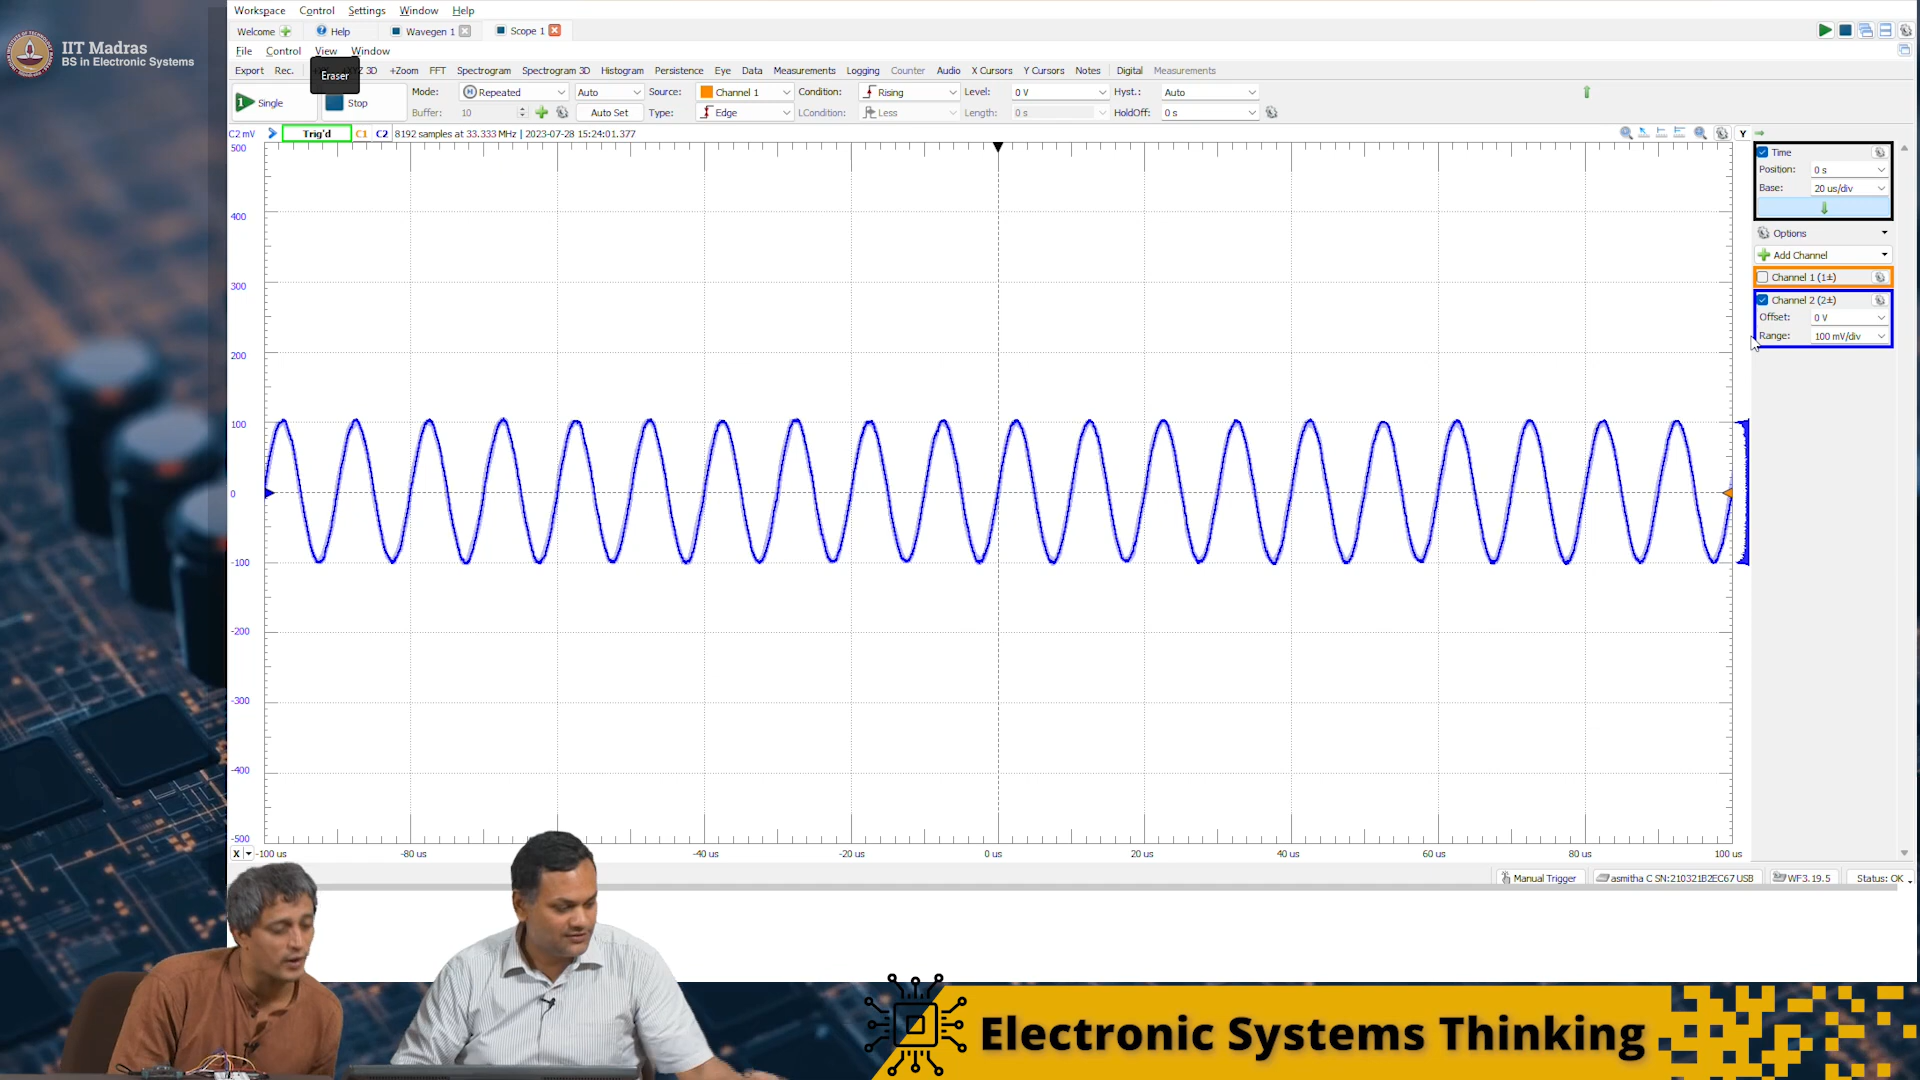 IIT Madras
BS in Electronic Systems
Workspace Control Settings Window Help
Welcome Help Wavegen 1 Scope 1
File Control View Window
Eraser
Export Rec. 3D +Zoom FFT Spectrogram Spectrogram 3D Histogram Persistence Eye Data Measurements Logging Counter Audio X Cursors Y Cursors Notes Digital Measurements
Single Stop Mode: Repeated Auto Source: Channel 1 Condition: Rising Level: 0 V Hyst.: Auto
Buffer: 10 Auto Set Type: Edge LCondition: Less Length: 0 s HoldOff: 0 s
C2 mV Trig'd C1 C2 8192 samples at 33.333 MHz | 2023-07-28 15:24:01.377 Y
500
400
300
200
100
0
-100
-200
-300
-400
-500
X -100 us -80 us -40 us -20 us 0 us 20 us 40 us 60 us 80 us 100 us
Time
Position: 0 s
Base: 20 us/div
Options
Add Channel
Channel 1 (1±)
Channel 2 (2±)
Offset: 0 V
Range: 100 mV/div
Manual Trigger asmitha C SN:210321B2EC67 USB WF3.19.5 Status: OK
Electronic Systems Thinking